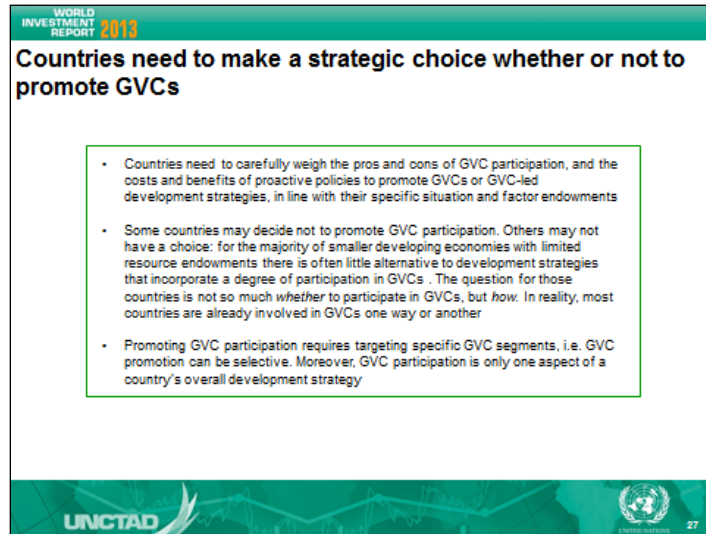 WORLD
INVESTMENT
REPORT 2013
Countries need to make a strategic choice whether or not to
promote GVCs
• Countries need to carefully weigh the pros and cons of GVC participation, and the
costs and benefits of proactive policies to promote GVCs or GVC-led
development strategies, in line with their specific situation and factor endowments
• Some countries may decide not to promote GVC participation. Others may not
have a choice: for the majority of smaller developing economies with limited
resource endowments there is often little alternative to development strategies
that incorporate a degree of participation in GVCs . The question for those
countries is not so much whether to participate in GVCs, but how. In reality, most
countries are already involved in GVCs one way or another
• Promoting GVC participation requires targeting specific GVC segments, i.e. GVC
promotion can be selective. Moreover, GVC participation is only one aspect of a
country's overall development strategy
UNCTAD
UNITED NATIONS
27